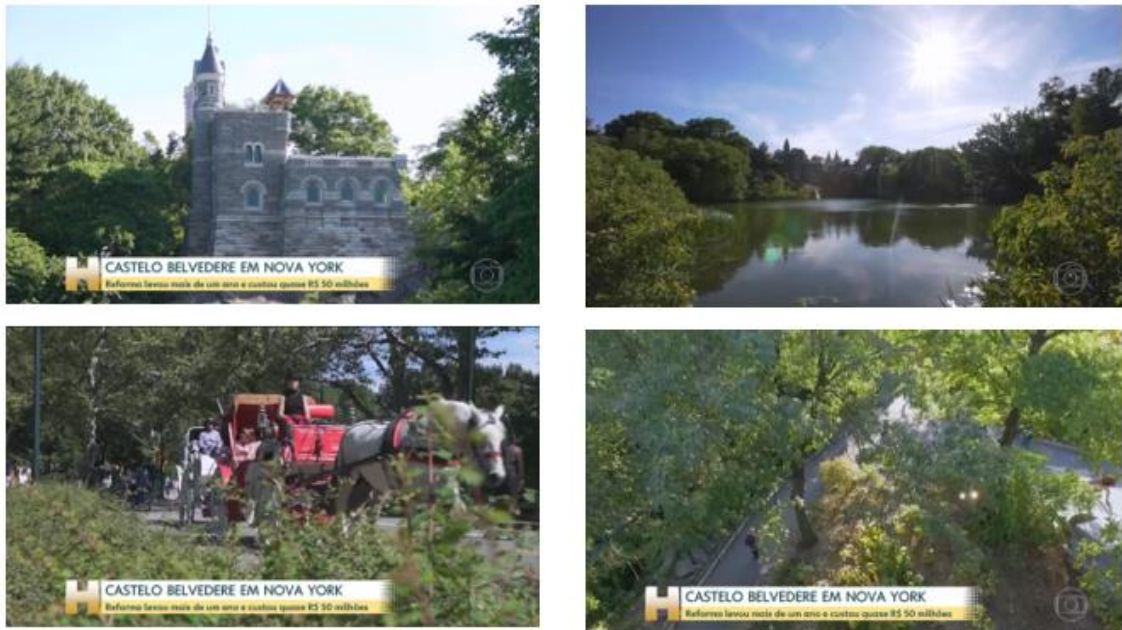 H
CASTELO BELVEDERE EM NOVA YORK
Reforma levou mais de um ano e custou quase R$ 50 milhões
H
CASTELO BELVEDERE EM NOVA YORK
Reforma levou mais de um ano e custou quase R$ 50 milhões
H
CASTELO BELVEDERE EM NOVA YORK
Reforma levou mais de um ano e custou quase R$ 50 milhões